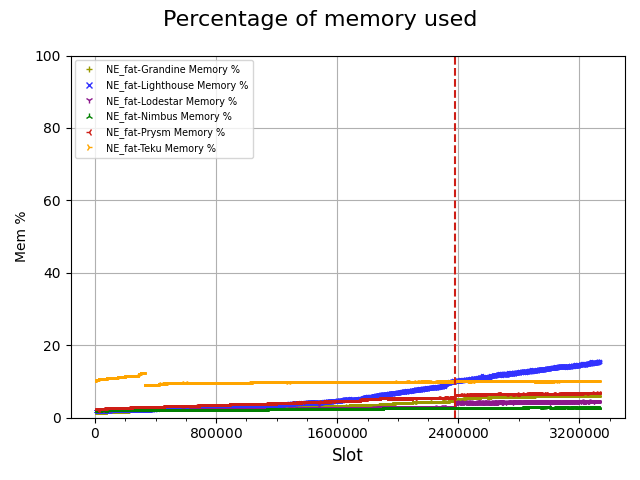 Percentage of memory used
100
80
60
40
20
0
Mem %
NE_fat-Grandine Memory %
NE_fat-Lighthouse Memory %
NE_fat-Lodestar Memory %
NE_fat-Nimbus Memory %
NE_fat-Prysm Memory %
NE_fat-Teku Memory %
0 800000 1600000 2400000 3200000
Slot